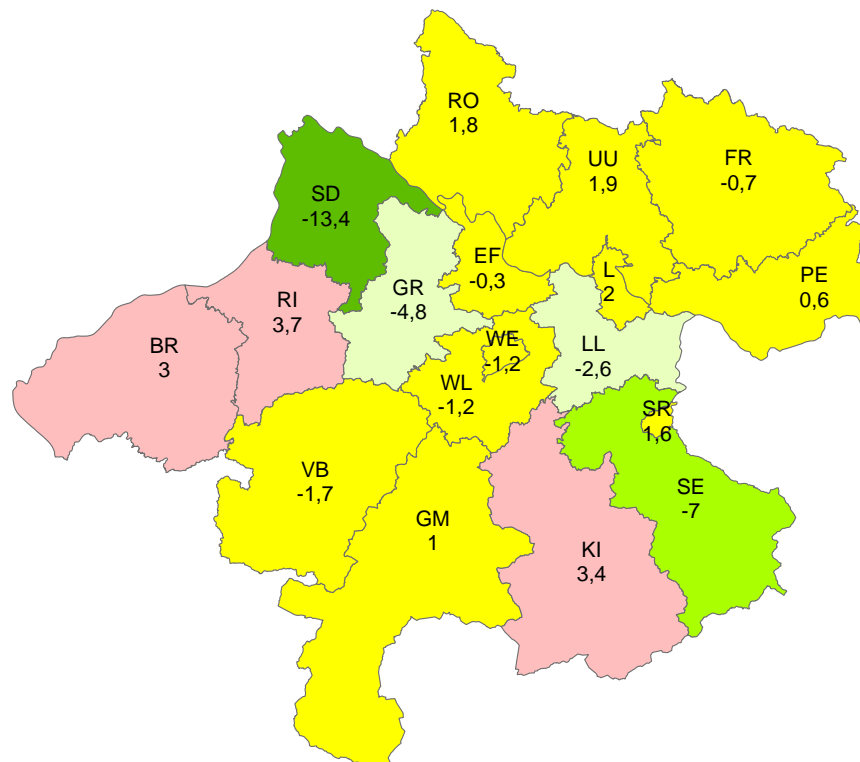 RO
1,8
UU
1,9
FR
-0,7
SD
-13,4
EF
-0,3
L
2
PE
0,6
GR
-4,8
RI
3,7
BR
3
WE
-1,2
LL
-2,6
WL
-1,2
SR
1,6
VB
-1,7
SE
-7
GM
1
KI
3,4